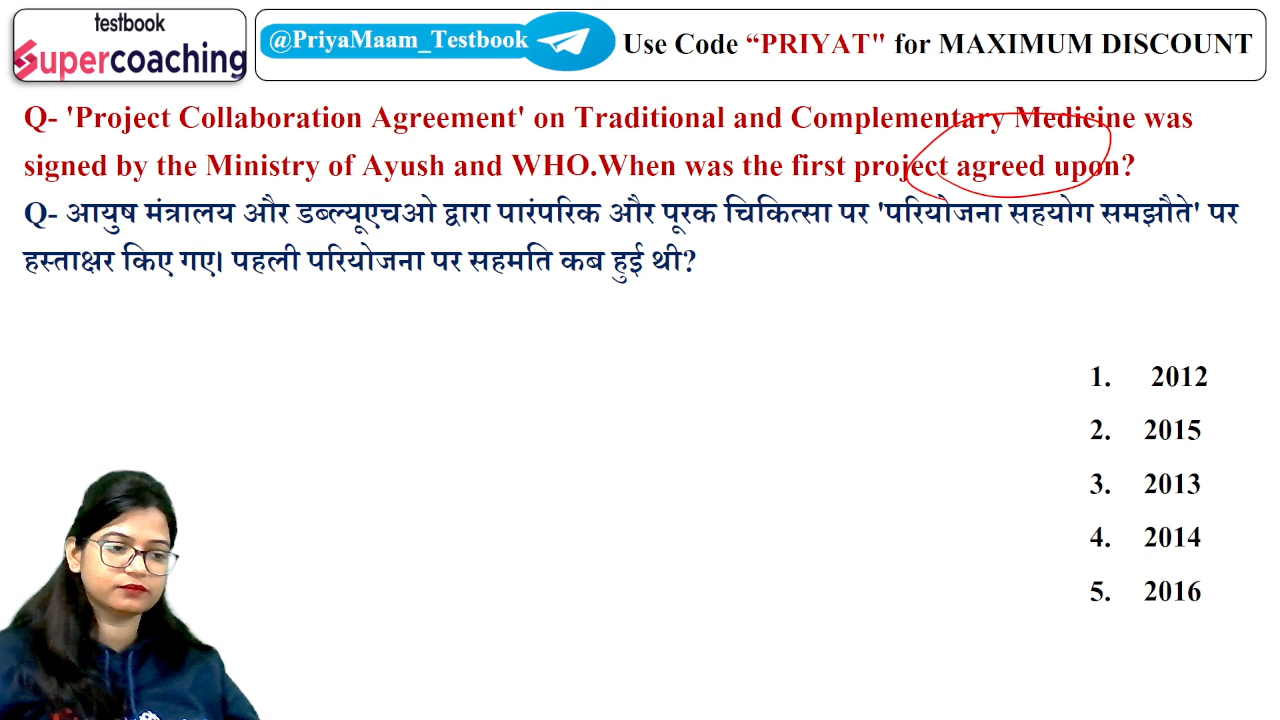 testbook
Supercoaching
@PriyaMaam_Testbook
Use Code “PRIYAT" for MAXIMUM DISCOUNT
Q- 'Project Collaboration Agreement' on Traditional and Complementary Medicine was
signed by the Ministry of Ayush and WHO.When was the first project agreed upon?
Q- आयुष मंत्रालय और डब्ल्यूएचओ द्वारा पारंपरिक और पूरक चिकित्सा पर 'परियोजना सहयोग समझौते' पर
हस्ताक्षर किए गए। पहली परियोजना पर सहमति कब हुई थी?
1. 2012
2. 2015
3. 2013
4. 2014
5. 2016